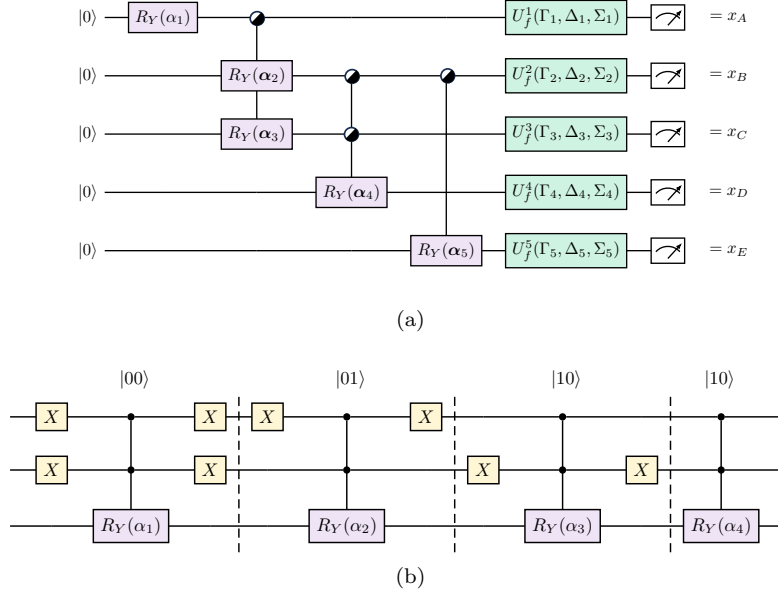 |0⟩ R_Y(α_1) U_f^1(Γ_1, Δ_1, Σ_1) = x_A
|0⟩ R_Y(α_2) U_f^2(Γ_2, Δ_2, Σ_2) = x_B
|0⟩ R_Y(α_3) U_f^3(Γ_3, Δ_3, Σ_3) = x_C
|0⟩ R_Y(α_4) U_f^4(Γ_4, Δ_4, Σ_4) = x_D
|0⟩ R_Y(α_5) U_f^5(Γ_5, Δ_5, Σ_5) = x_E
(a)
|00⟩ |01⟩ |10⟩ |10⟩
X X X X
X X X X
R_Y(α_1) R_Y(α_2) R_Y(α_3) R_Y(α_4)
(b)